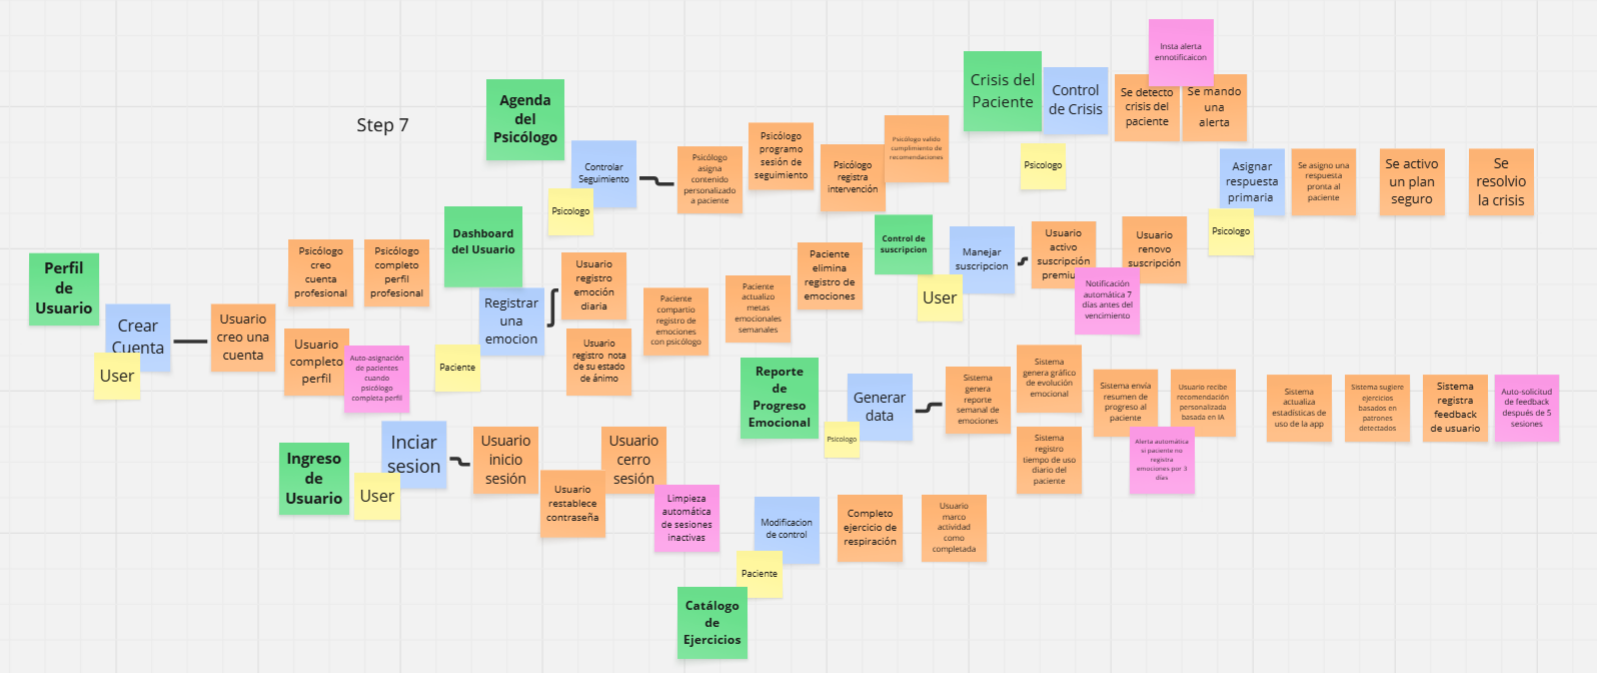 Step 7
Perfil
de
Usuario
Crear
Cuenta
User
Usuario
creo una
cuenta
Psicólogo
creo
cuenta
profesional
Psicólogo
completo
perfil
profesional
Usuario
completo
perfil
Auto-asignación
de pacientes
cuando
psicólogo
completa perfil
Ingreso
de
Usuario
Inciar
sesion
User
Usuario
inicio
sesión
Usuario
restablece
contraseña
Usuario
cerro
sesión
Limpieza
automática
de sesiones
inactivas
Dashboard
del Usuario
Registrar
una
emocion
Paciente
Usuario
registro
emoción
diaria
Usuario
registro nota
de su estado
de ánimo
Paciente
compartio
registro de
emociones
con psicólogo
Paciente
actualizo
metas
emocionales
semanales
Paciente
elimina
registro de
emociones
Agenda
del
Psicólogo
Controlar
Seguimiento
Psicologo
Psicólogo
asigna
contenido
personalizado
a paciente
Psicólogo
programo
sesión de
seguimiento
Psicólogo
registra
intervención
Psicólogo valido
cumplimiento de
recomendaciones
Crisis del
Paciente
Control
de Crisis
Psicologo
Se detecto
crisis del
paciente
Se mando
una
alerta
Insta alerta
ennotificaicon
Asignar
respuesta
primaria
Psicologo
Se asigno una
respuesta
pronta al
paciente
Se activo
un plan
seguro
Se
resolvio
la crisis
Control de
suscripcion
Manejar
suscripcion
User
Usuario
activo
suscripción
premiu
Usuario
renovo
suscripción
Notificación
automática 7
días antes del
vencimiento
Reporte
de
Progreso
Emocional
Generar
data
Psicologo
Sistema
genera
reporte
semanal de
emociones
Sistema
genera gráfico
de evolución
emocional
Sistema
registro
tiempo de uso
diario del
paciente
Sistema envía
resumen de
progreso al
paciente
Usuario recibe
recomendación
personalizada
basada en IA
Alerta automática
si paciente no
registra
emociones por 3
dias
Sistema
actualiza
estadísticas de
uso de la app
Sistema sugiere
ejercicios
basados en
patrones
detectados
Sistema
registra
feedback
de usuario
Auto-solicitud
de feedback
después de 5
sesiones
Catálogo
de
Ejercicios
Paciente
Modificacion
de control
Completo
ejercicio de
respiración
Usuario
marco
actividad
como
completada